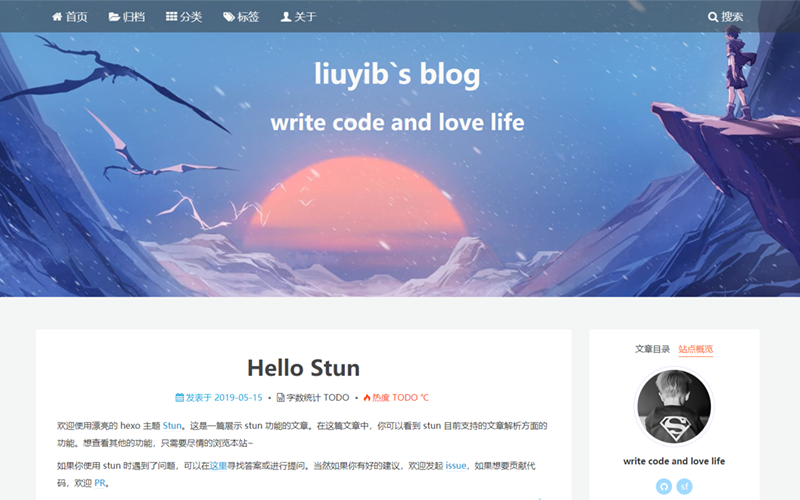 首页 归档 分类 标签 关于 搜索
liuyib`s blog
write code and love life
Hello Stun
发表于 2019-05-15 • 字数统计 TODO • 热度 TODO ℃
欢迎使用漂亮的 hexo 主题 Stun。这是一篇展示 stun 功能的文章。在这篇文章中，你可以看到 stun 目前支持的文章解析方面的
功能。想查看其他的功能，只需要尽情的浏览本站~
如果你使用 stun 时遇到了问题，可以在这里寻找答案或进行提问。当然如果你有好的建议，欢迎发起 issue，如果想要贡献代
码，欢迎 PR。
文章目录 站点概览
write code and love life
sf